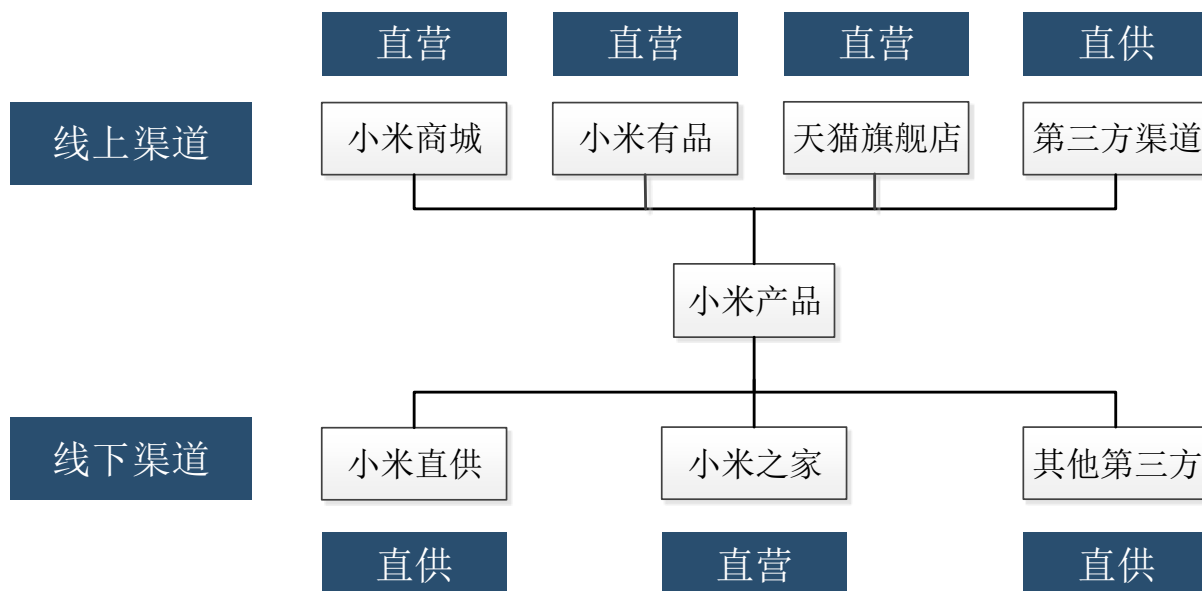 直营
直营
直营
直供
线上渠道
小米商城
小米有品
天猫旗舰店
第三方渠道
小米产品
线下渠道
小米直供
小米之家
其他第三方
直供
直营
直供